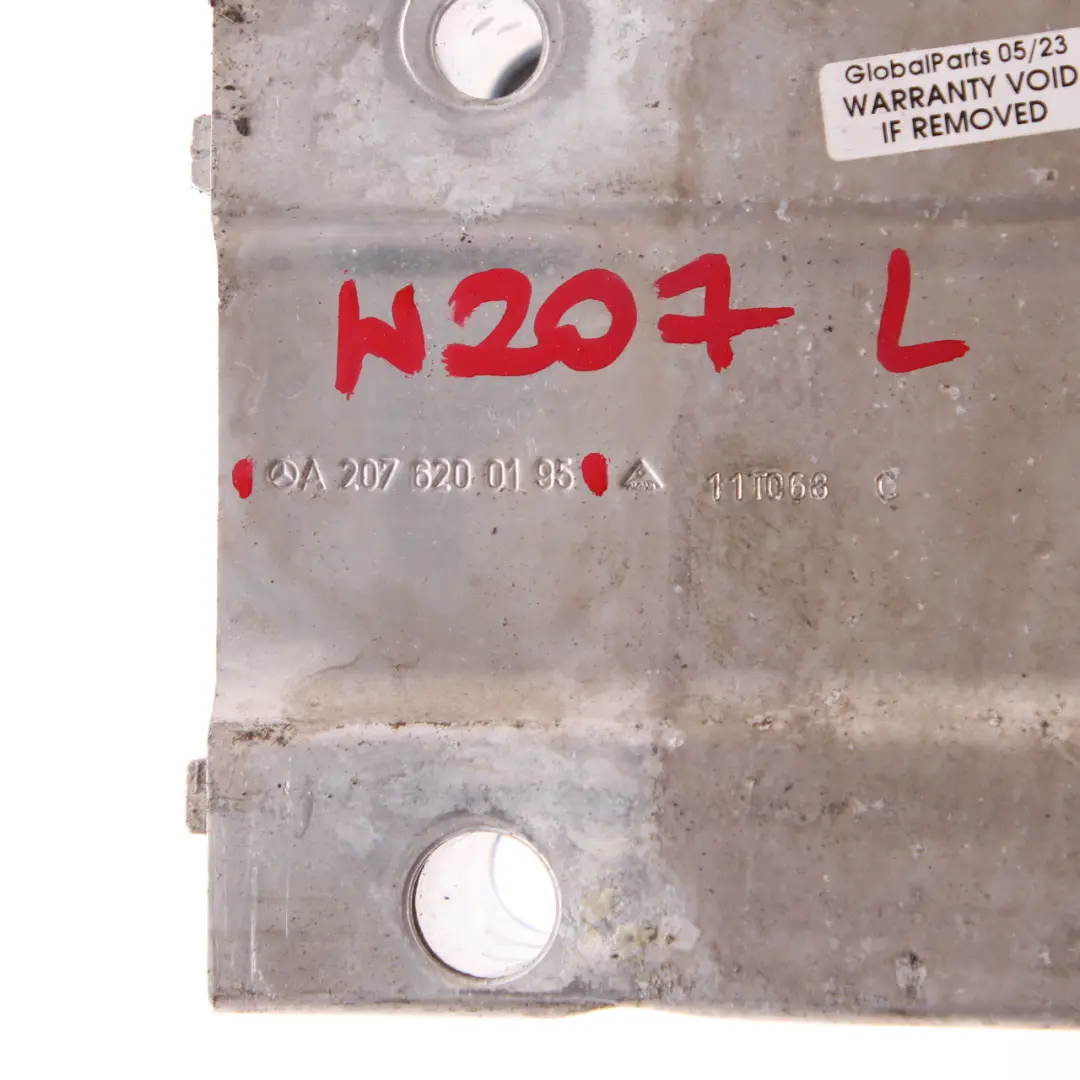 GlobalParts 05/23
WARRANTY VOID
IF REMOVED
W207 L
A 207 620 01 95 11T068 C